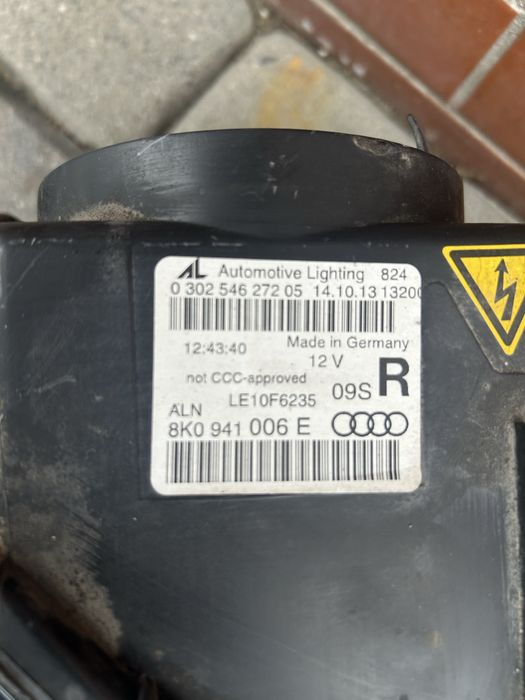 AL Automotive Lighting 824
0 302 546 272 05 14.10.13 13200
12:43:40 Made in Germany
12 V
not CCC-approved
LE10F6235 09S R
ALN
8K0 941 006 E